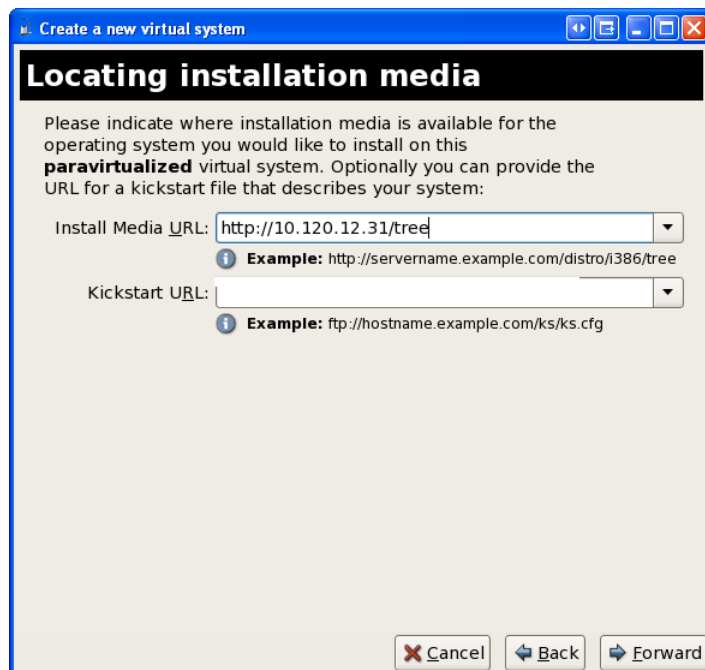 Create a new virtual system
Locating installation media
Please indicate where installation media is available for the
operating system you would like to install on this
paravirtualized virtual system. Optionally you can provide the
URL for a kickstart file that describes your system:
Install Media URL: http://10.120.12.31/tree
Example: http://servername.example.com/distro/i386/tree
Kickstart URL:
Example: ftp://hostname.example.com/ks/ks.cfg
Cancel Back Forward